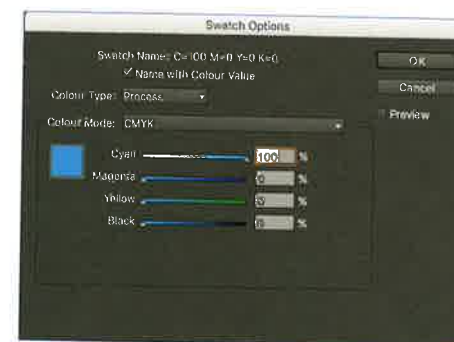 Swatch Options
Swatch Name: C=100 M=0 Y=0 K=0
Name with Colour Value
Colour Type: Process
Colour Mode: CMYK
Cyan 100 %
Magenta 0 %
Yellow 0 %
Black 0 %
OK
Cancel
Preview